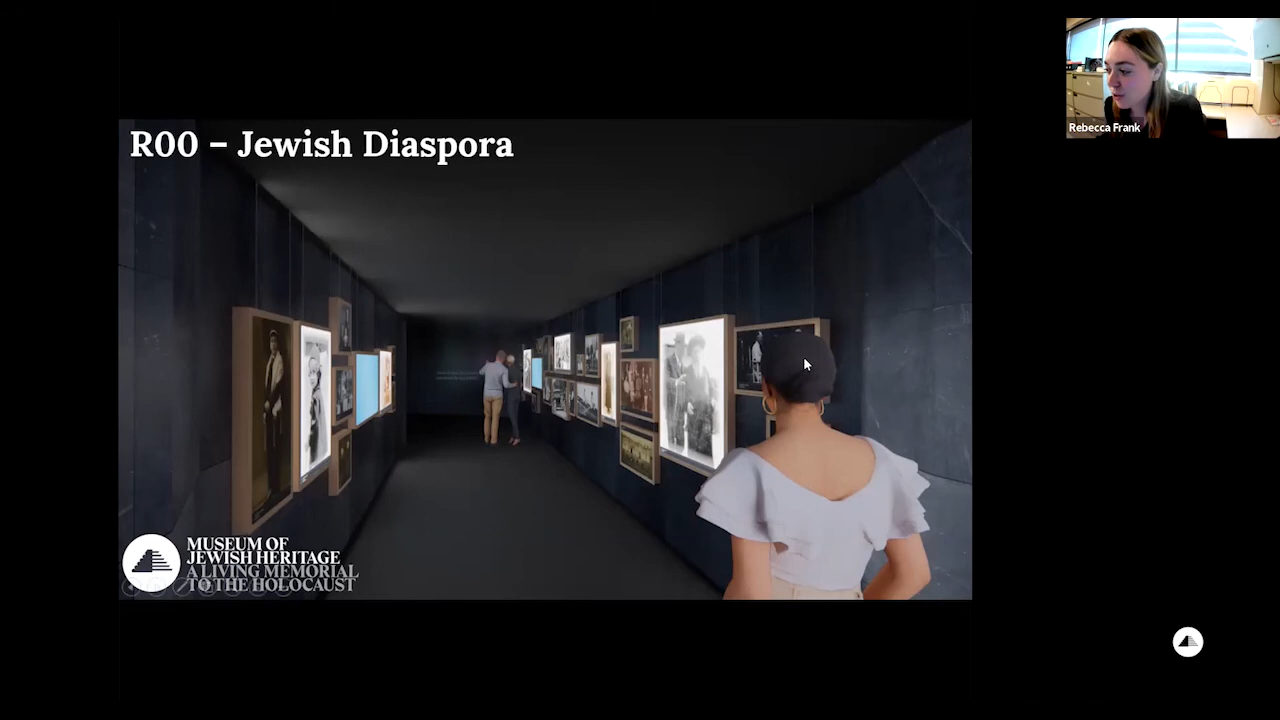 R00 – Jewish Diaspora
Rebecca Frank
MUSEUM OF
JEWISH HERITAGE
A LIVING MEMORIAL
TO THE HOLOCAUST